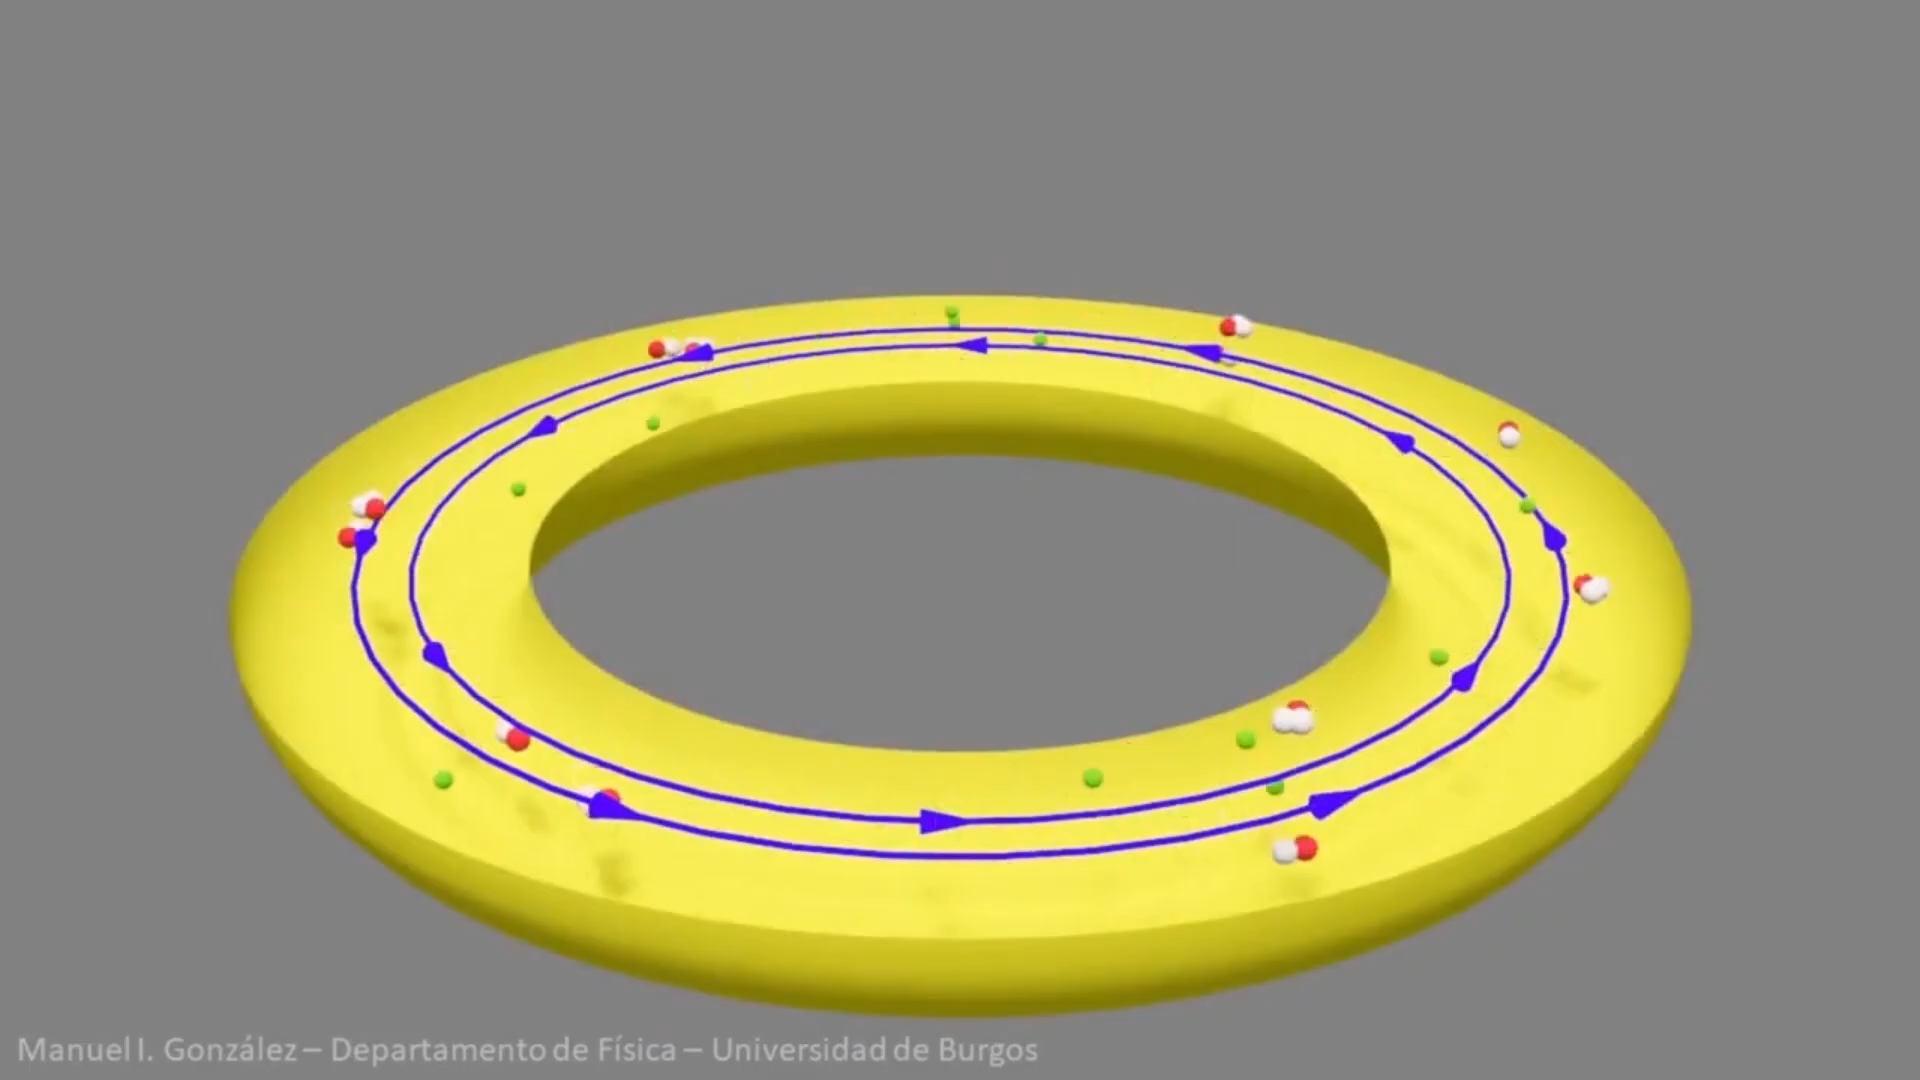 Manuel I. González – Departamento de Física – Universidad de Burgos